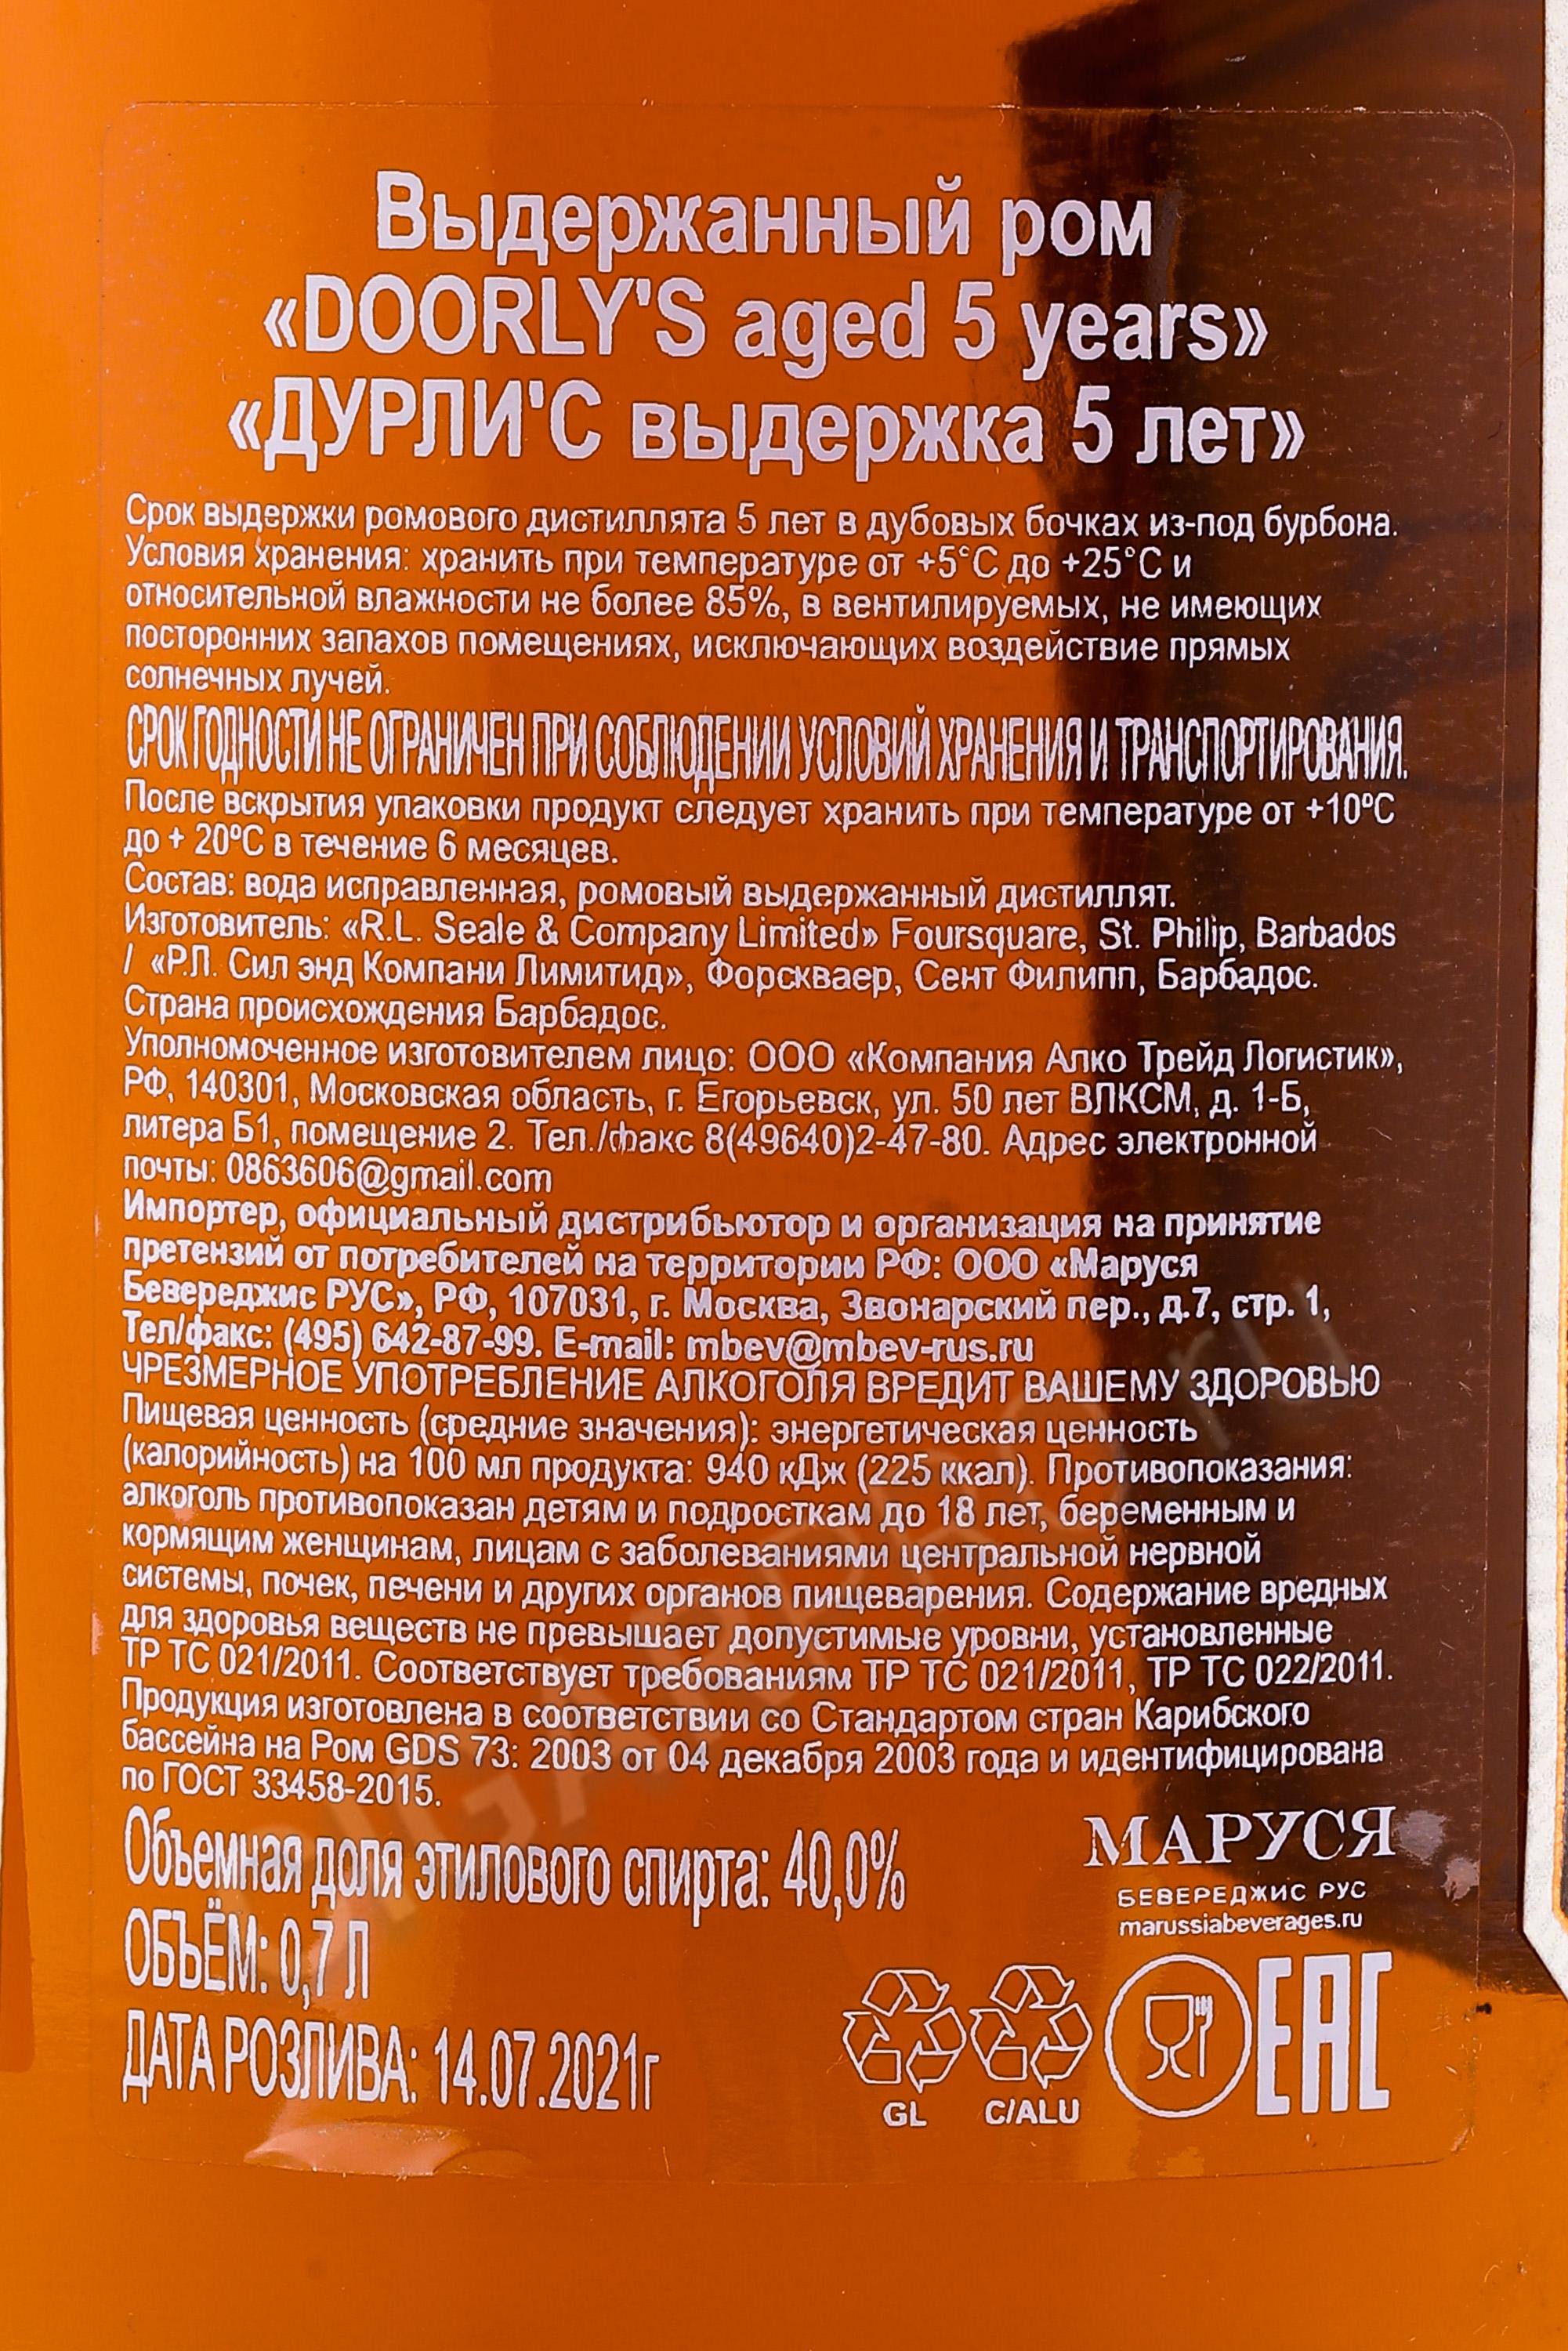 Выдержанный ром
«DOORLY'S aged 5 years»
«ДУРЛИ'С выдержка 5 лет»
Срок выдержки ромового дистиллята 5 лет в дубовых бочках из-под бурбона.
Условия хранения: хранить при температуре от +5°С до +25°С и
относительной влажности не более 85%, в вентилируемых, не имеющих
посторонних запахов помещениях, исключающих воздействие прямых
солнечных лучей.
СРОК ГОДНОСТИ НЕ ОГРАНИЧЕН ПРИ СОБЛЮДЕНИИ УСЛОВИЙ ХРАНЕНИЯ И ТРАНСПОРТИРОВАНИЯ.
После вскрытия упаковки продукт следует хранить при температуре от +10ºС
до + 20ºС в течение 6 месяцев.
Состав: вода исправленная, ромовый выдержанный дистиллят.
Изготовитель: «R.L. Seale & Company Limited» Foursquare, St. Philip, Barbados
/ «Р.Л. Сил энд Компани Лимитид», Форскваер, Сент Филипп, Барбадос.
Страна происхождения Барбадос.
Уполномоченное изготовителем лицо: ООО «Компания Алко Трейд Логистик»,
РФ, 140301, Московская область, г. Егорьевск, ул. 50 лет ВЛКСМ, д. 1-Б,
литера Б1, помещение 2. Тел./факс 8(49640)2-47-80. Адрес электронной
почты: 0863606@gmail.com
Импортер, официальный дистрибьютор и организация на принятие
претензий от потребителей на территории РФ: ООО «Маруся
Бевереджис РУС», РФ, 107031, г. Москва, Звонарский пер., д.7, стр. 1,
Тел/факс: (495) 642-87-99. E-mail: mbev@mbev-rus.ru
ЧРЕЗМЕРНОЕ УПОТРЕБЛЕНИЕ АЛКОГОЛЯ ВРЕДИТ ВАШЕМУ ЗДОРОВЬЮ
Пищевая ценность (средние значения): энергетическая ценность
(калорийность) на 100 мл продукта: 940 кДж (225 ккал). Противопоказания:
алкоголь противопоказан детям и подросткам до 18 лет, беременным и
кормящим женщинам, лицам с заболеваниями центральной нервной
системы, почек, печени и других органов пищеварения. Содержание вредных
для здоровья веществ не превышает допустимые уровни, установленные
ТР ТС 021/2011. Соответствует требованиям ТР ТС 021/2011, ТР ТС 022/2011.
Продукция изготовлена в соответствии со Стандартом стран Карибского
бассейна на Ром GDS 73: 2003 от 04 декабря 2003 года и идентифицирована
по ГОСТ 33458-2015.
Объемная доля этилового спирта: 40,0%
ОБЪЁМ: 0,7 Л
ДАТА РОЗЛИВА: 14.07.2021г
МАРУСЯ
БЕВЕРЕДЖИС РУС
marussiabeverages.ru
GL
C/ALU
EAC
CIGARPRO.ru